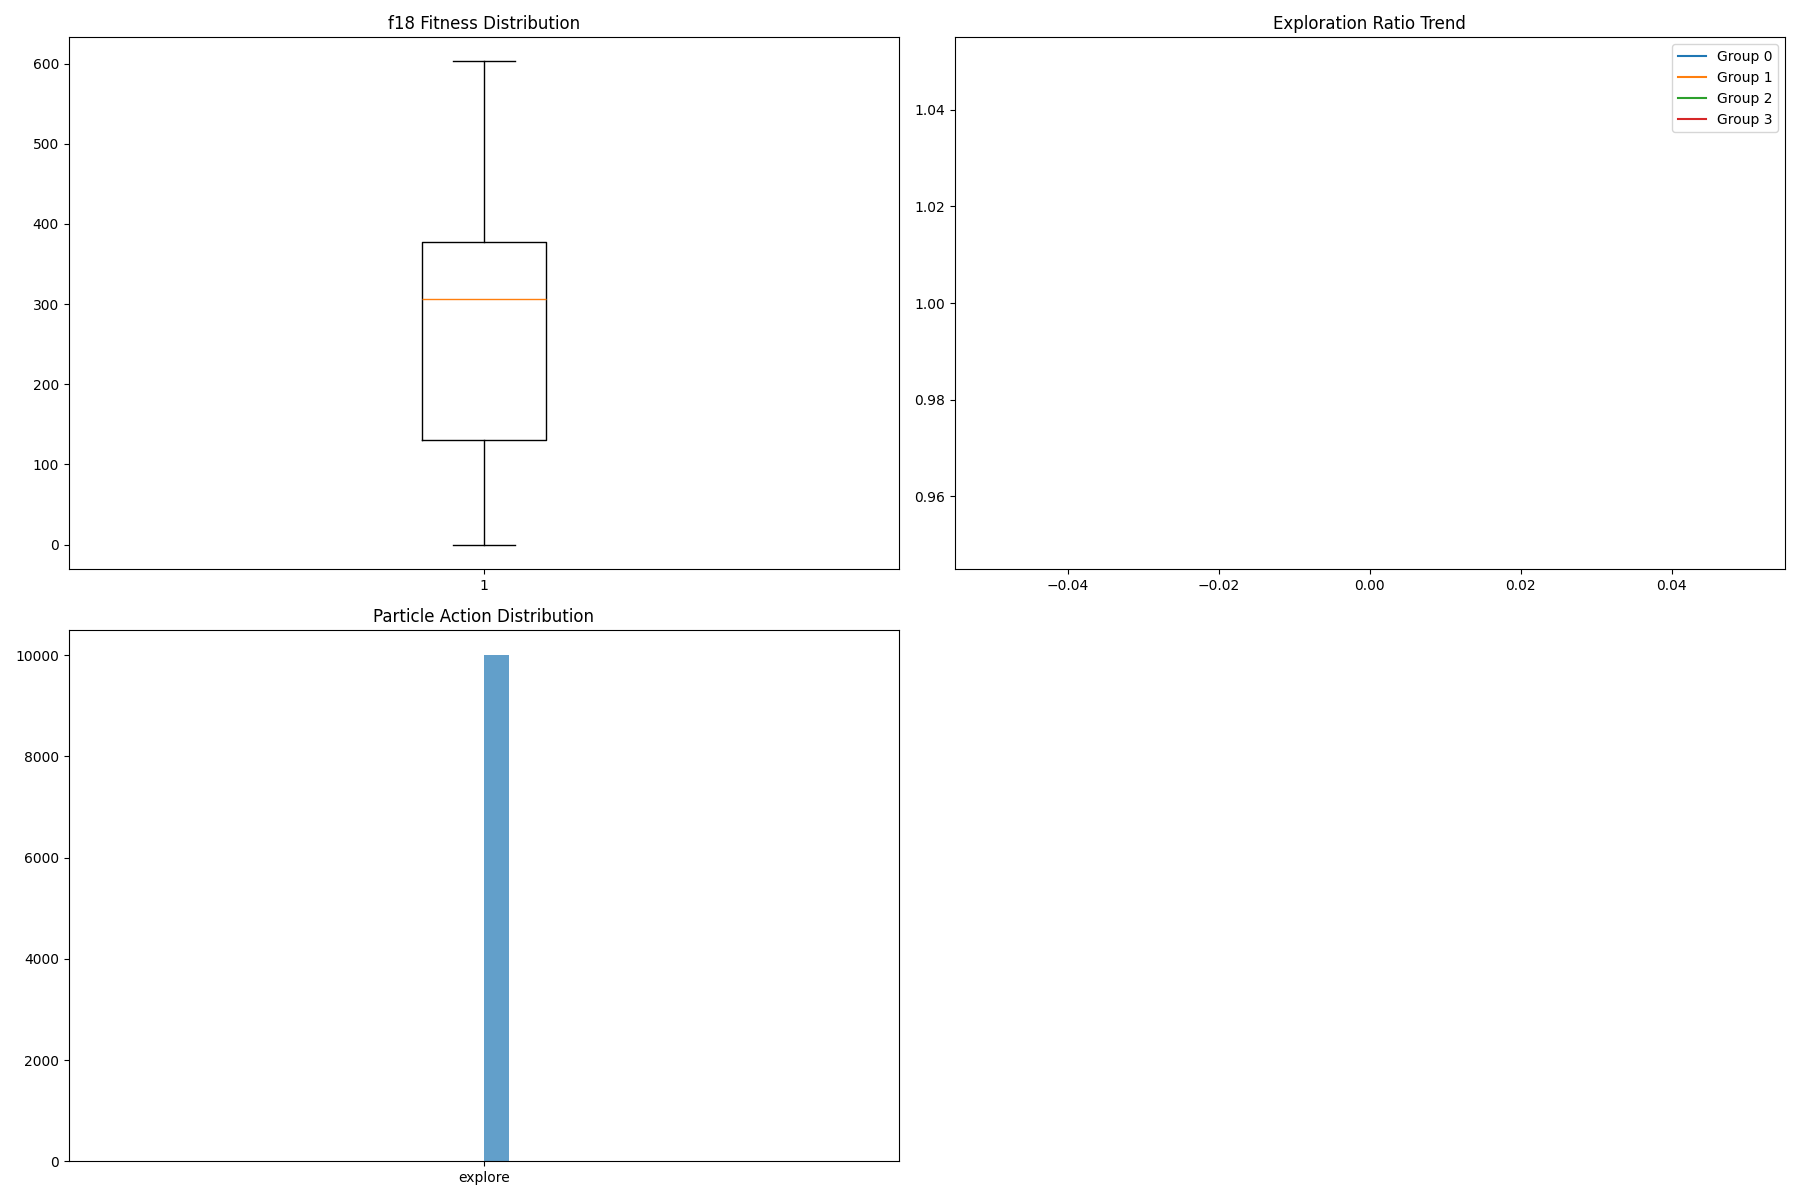 f18 Fitness Distribution
600
500
400
300
200
100
0
1
Exploration Ratio Trend
Group 0
Group 1
Group 2
Group 3
1.04
1.02
1.00
0.98
0.96
−0.04 −0.02 0.00 0.02 0.04
Particle Action Distribution
10000
8000
6000
4000
2000
0
explore